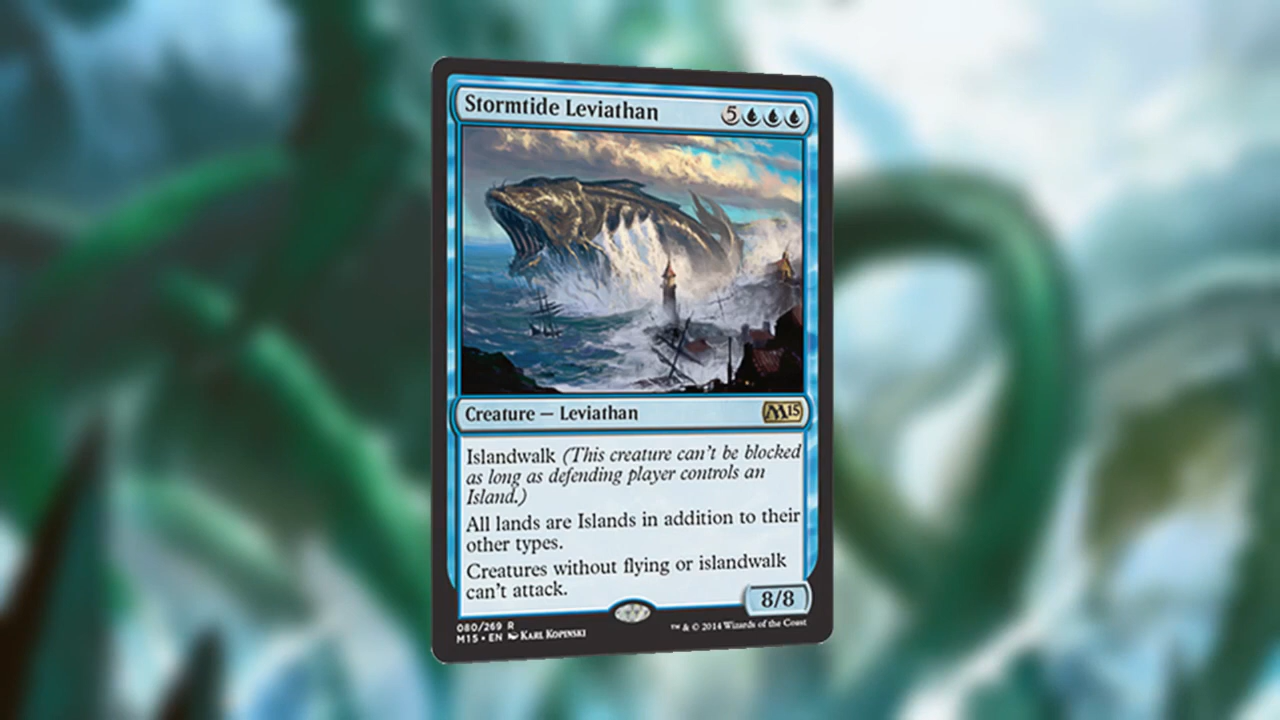 Stormtide Leviathan 5
Creature — Leviathan M15
Islandwalk (This creature can't be blocked
as long as defending player controls an
Island.)
All lands are Islands in addition to their
other types.
Creatures without flying or islandwalk
can't attack.
8/8
080/269 R
M15 • EN Karl Kopinski
™ & © 2014 Wizards of the Coast